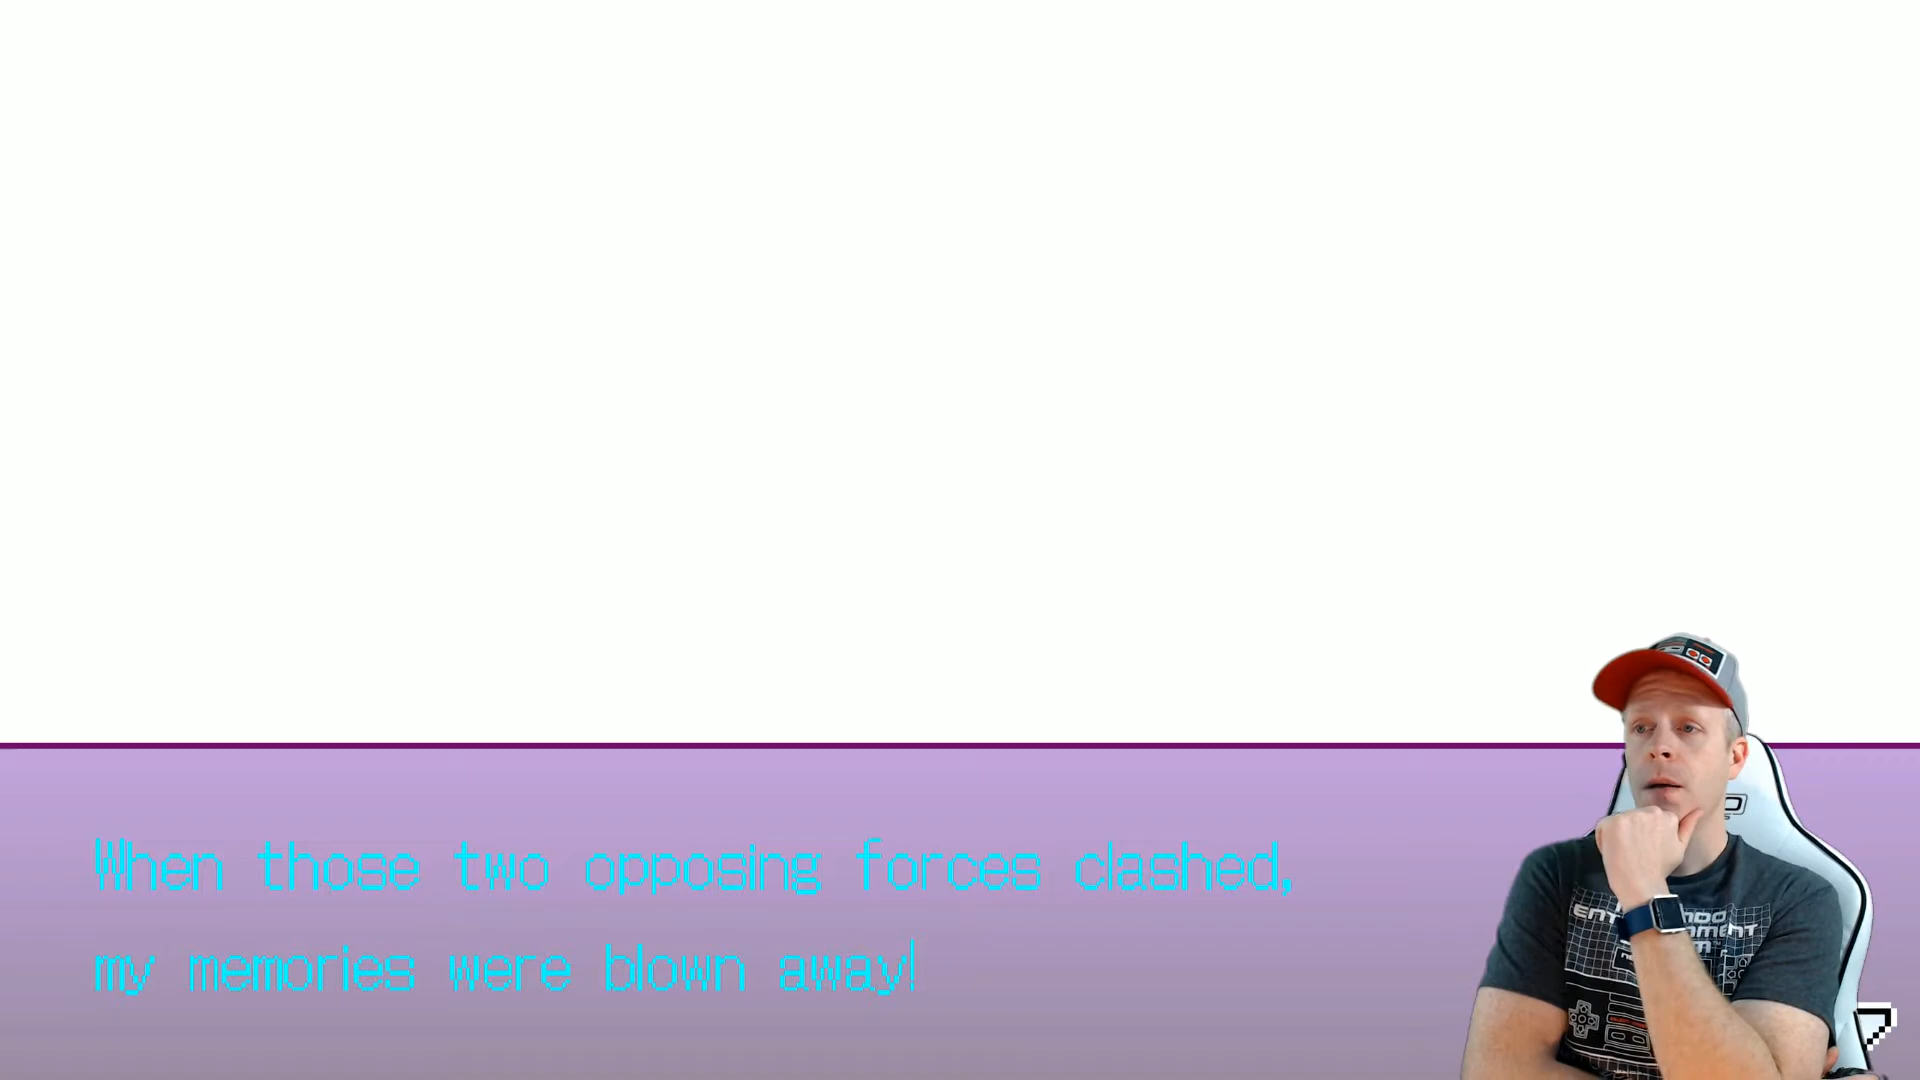 When those two opposing forces clashed,
my memories were blown away!